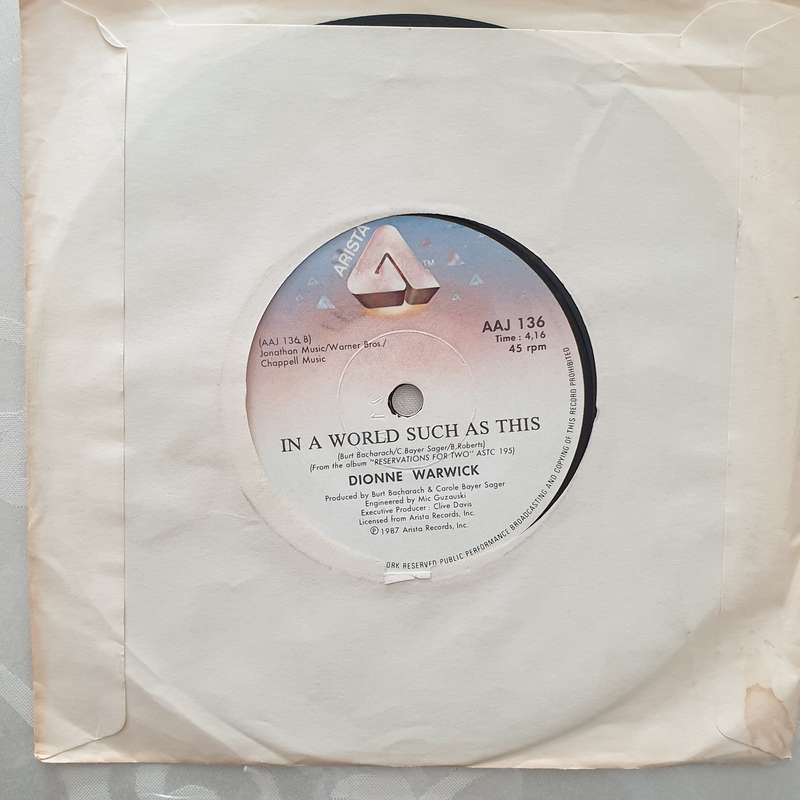 ARISTA
TM
AAJ 136
Time : 4,16
45 rpm
(AAJ 136 B)
Jonathan Music/Warner Bros./
Chappell Music
IN A WORLD SUCH AS THIS
(Burt Bacharach/C.Bayer Sager/B.Roberts)
(From the album "RESERVATIONS FOR TWO" ASTC 195)
DIONNE WARWICK
Produced by Burt Bacharach & Carole Bayer Sager
Engineered by Mic Guzauski
Executive Producer : Clive Davis
Licensed from Arista Records, Inc.
℗ 1987 Arista Records, Inc.
ORK RESERVED PUBLIC PERFORMANCE BROADCASTING AND COPYING OF THIS RECORD PROHIBITED